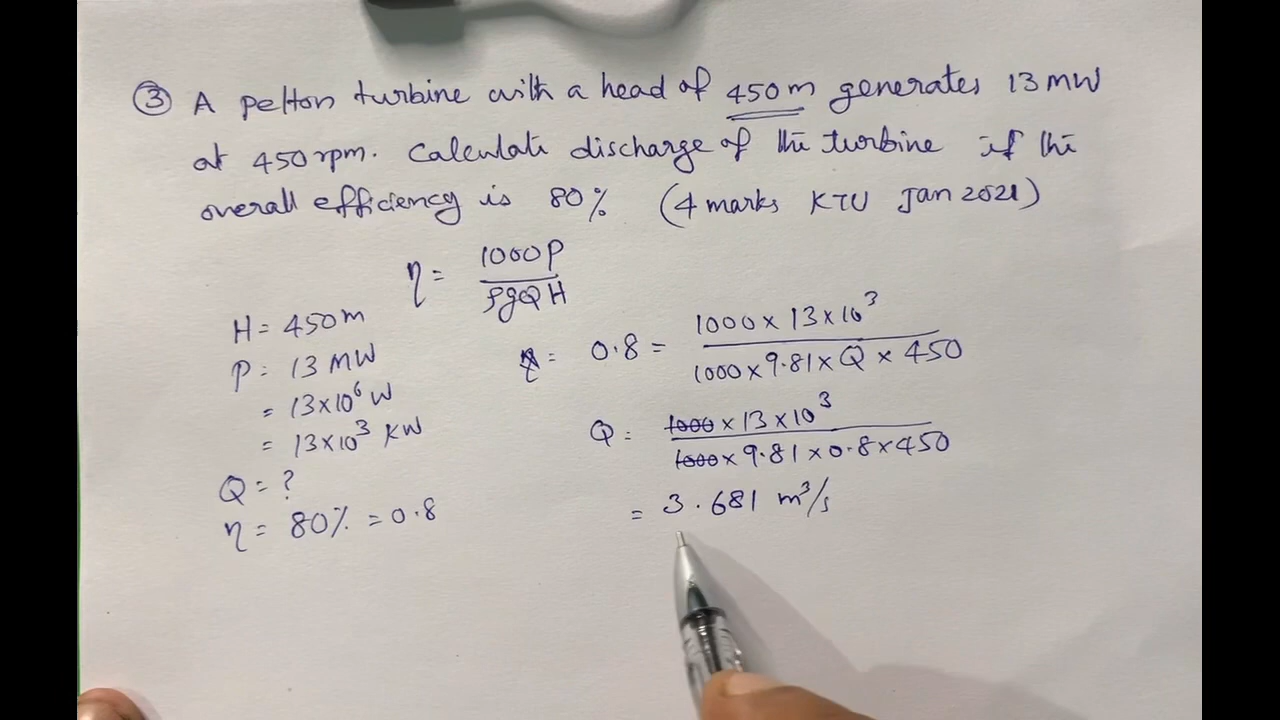 ③ A pelton turbine with a head of 450m generates 13 MW
at 450 rpm. Calculate discharge of the turbine if the
overall efficiency is 80% (4 marks KTU Jan 2021)
η = 1000P / ρgQH
H = 450m
P = 13 MW
= 13×10⁶ W
= 13×10³ KW
Q = ?
η = 80% = 0.8
= 0.8 = 1000 × 13 × 10³ / 1000 × 9.81 × Q × 450
Q = 1000 × 13 × 10³ / 1000 × 9.81 × 0.8 × 450
= 3.681 m³/s